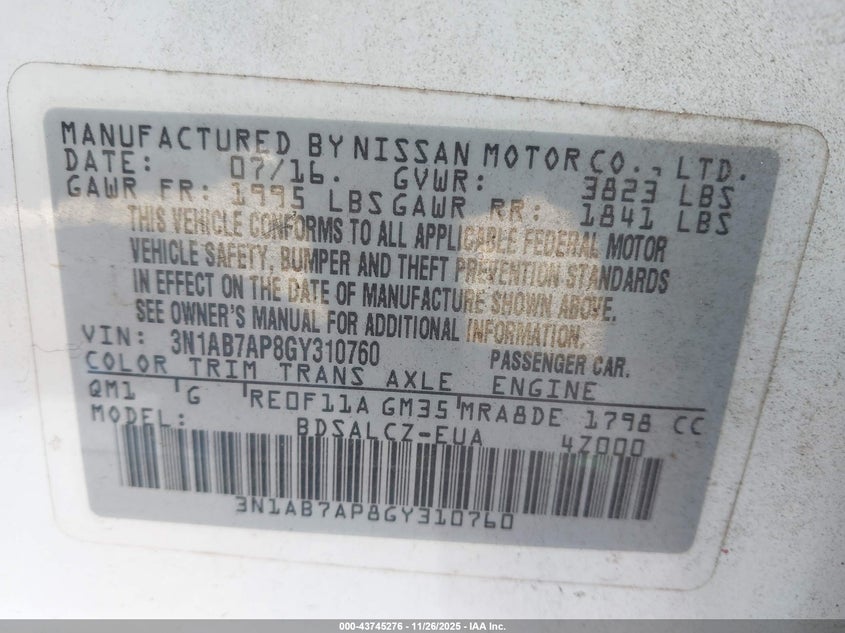 MANUFACTURED BY NISSAN MOTOR CO., LTD.
DATE: 07/16. GVWR: 3823 LBS
GAWR FR: 1995 LBS GAWR RR: 1841 LBS
THIS VEHICLE CONFORMS TO ALL APPLICABLE FEDERAL MOTOR
VEHICLE SAFETY, BUMPER AND THEFT PREVENTION STANDARDS
IN EFFECT ON THE DATE OF MANUFACTURE SHOWN ABOVE.
SEE OWNER'S MANUAL FOR ADDITIONAL INFORMATION.
VIN: 3N1AB7AP8GY310760 PASSENGER CAR.
COLOR TRIM TRANS AXLE ENGINE
QM1 G RE0F11A GM35 MRA8DE 1798 CC
MODEL: BDSALCZ-EUA 4Z000
3N1AB7AP8GY310760
000-43745276 | 11/26/2025 - IAA Inc.